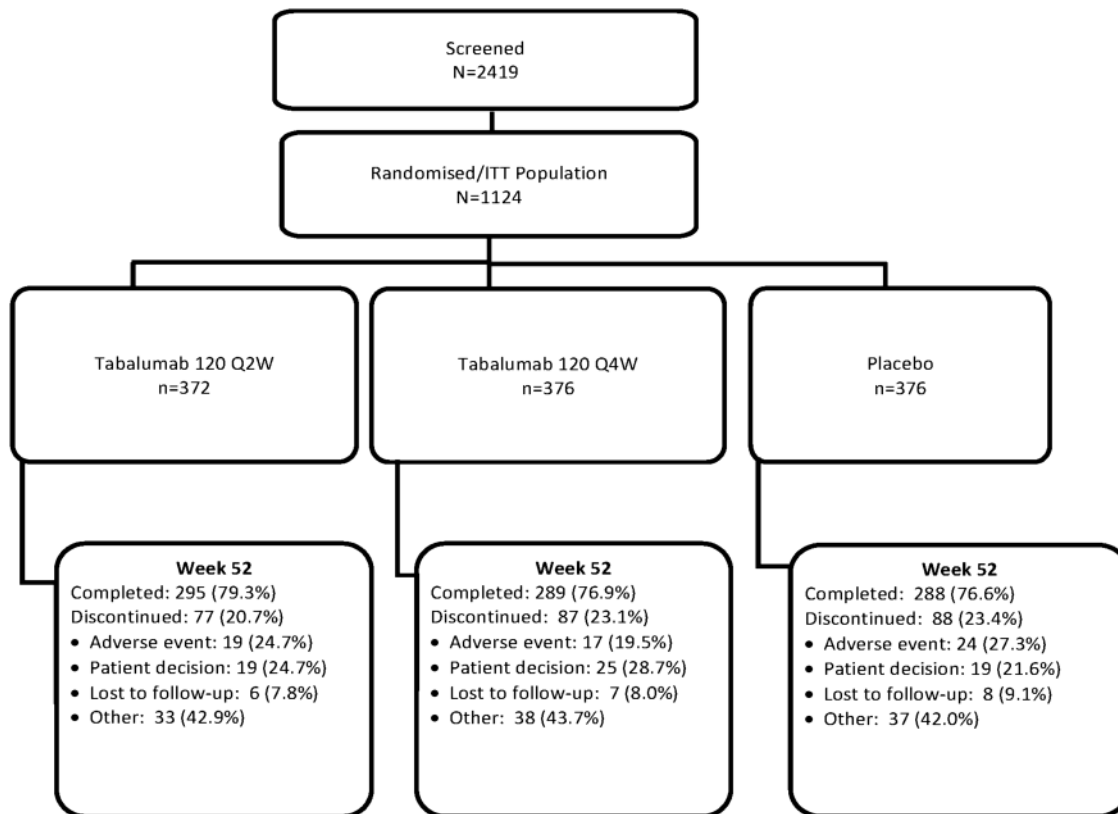 Screened
N=2419
Randomised/ITT Population
N=1124
Tabalumab 120 Q2W
n=372
Tabalumab 120 Q4W
n=376
Placebo
n=376
Week 52
Completed: 295 (79.3%)
Discontinued: 77 (20.7%)
• Adverse event: 19 (24.7%)
• Patient decision: 19 (24.7%)
• Lost to follow-up: 6 (7.8%)
• Other: 33 (42.9%)
Week 52
Completed: 289 (76.9%)
Discontinued: 87 (23.1%)
• Adverse event: 17 (19.5%)
• Patient decision: 25 (28.7%)
• Lost to follow-up: 7 (8.0%)
• Other: 38 (43.7%)
Week 52
Completed: 288 (76.6%)
Discontinued: 88 (23.4%)
• Adverse event: 24 (27.3%)
• Patient decision: 19 (21.6%)
• Lost to follow-up: 8 (9.1%)
• Other: 37 (42.0%)